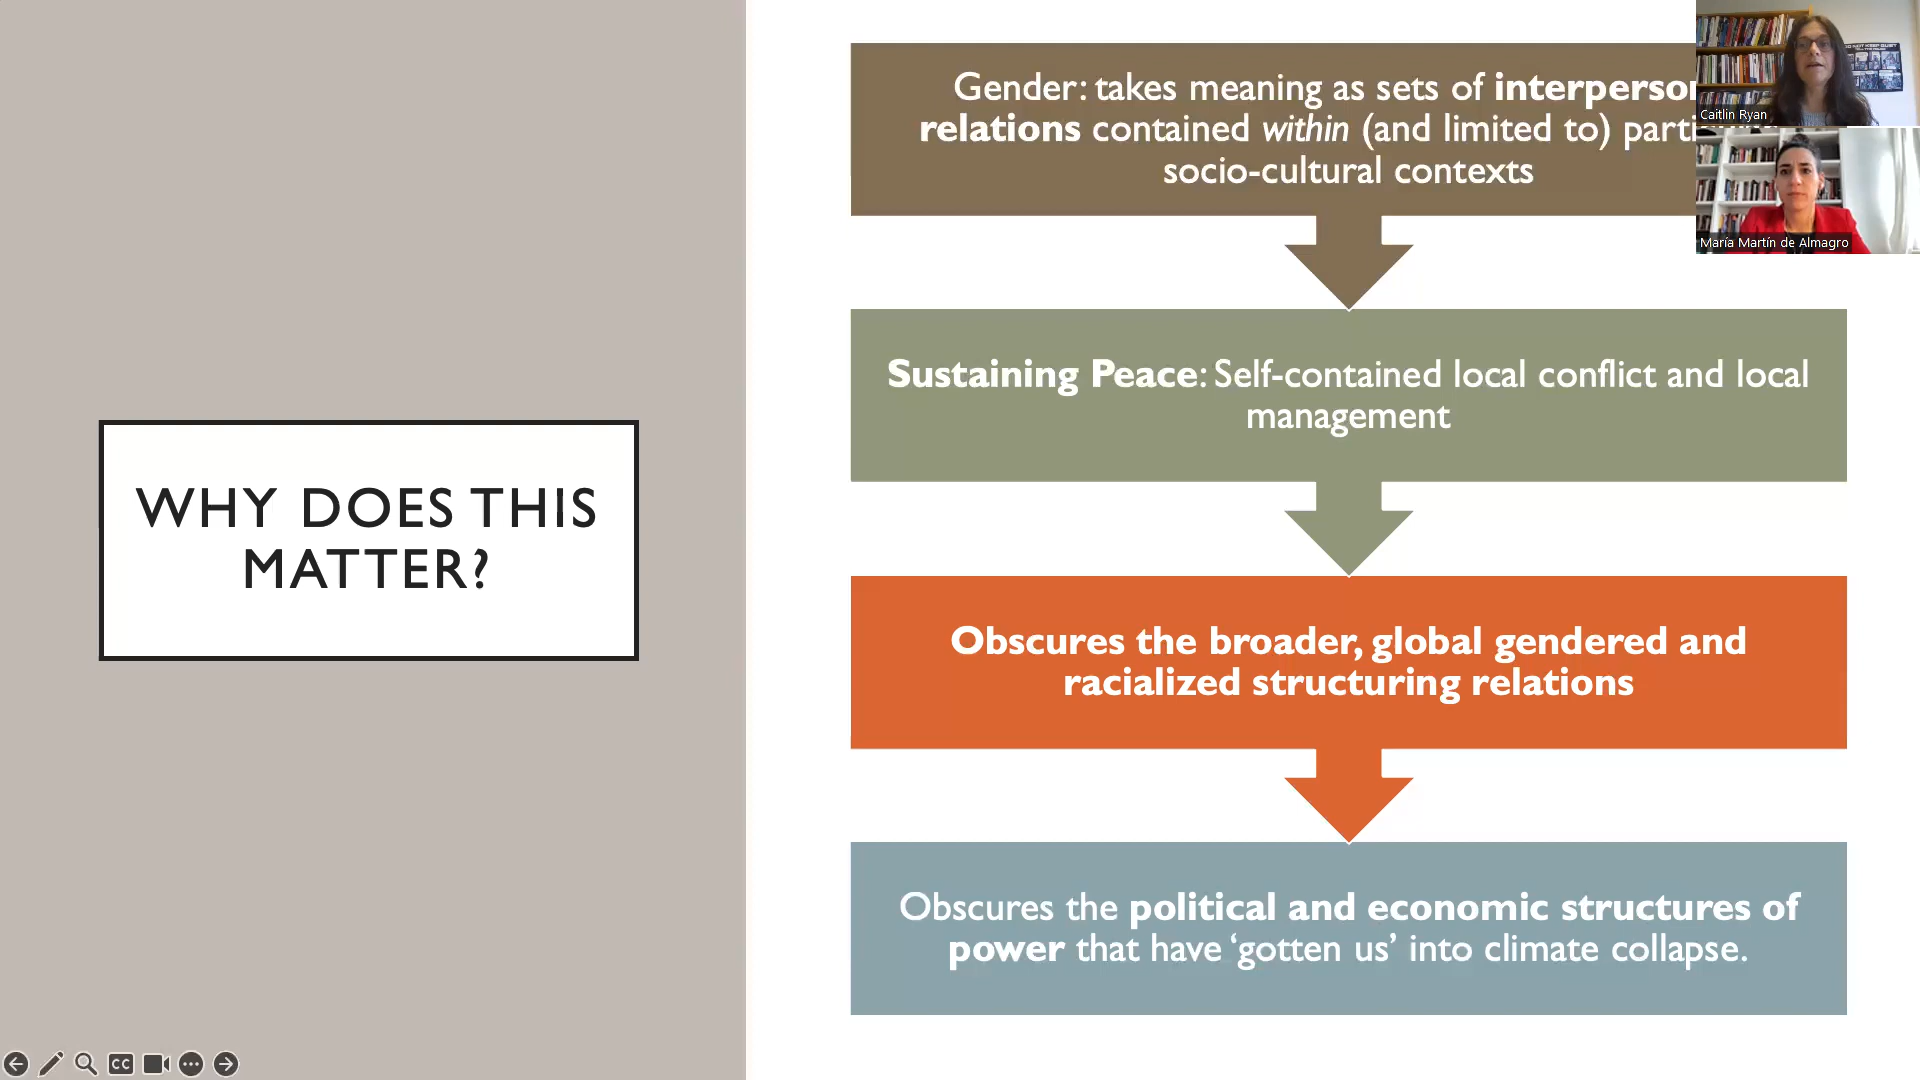 WHY DOES THIS
MATTER?
Gender: takes meaning as sets of
relations contained within (and limited to)
socio-cultural contexts
Sustaining Peace: Self-contained local conflict and local
management
Obscures the broader, global gendered and
racialized structuring relations
Obscures the political and economic structures of
power that have ‘gotten us’ into climate collapse.
Caitlin Ryan
María Martín de Almagro
CC